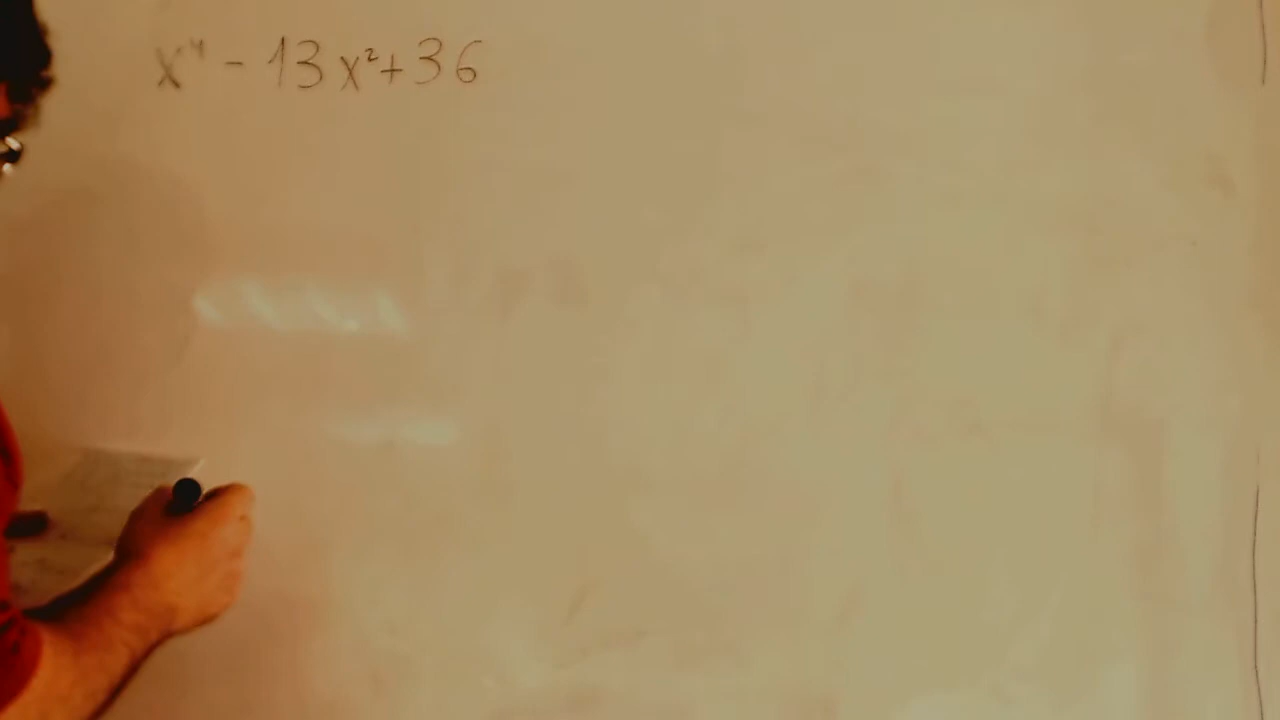 x⁴ - 13x² + 36